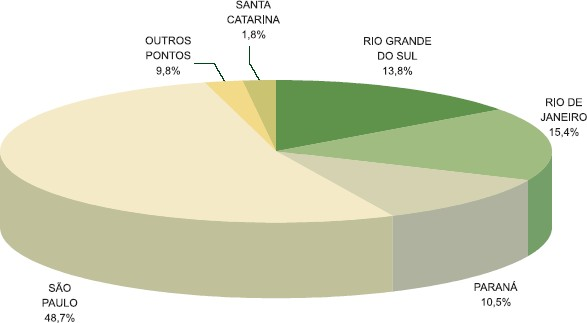 SANTA
CATARINA
1,8%
OUTROS
PONTOS
9,8%
RIO GRANDE
DO SUL
13,8%
RIO DE
JANEIRO
15,4%
PARANÁ
10,5%
SÃO
PAULO
48,7%